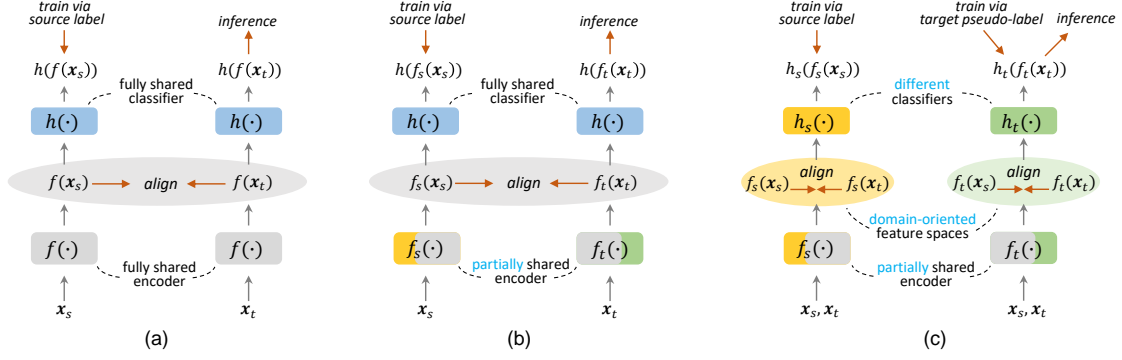 train via
source label
inference
h(f(𝒙ₛ))
h(f(𝒙ₜ))
fully shared
classifier
h(·)
h(·)
f(𝒙ₛ)
align
f(𝒙ₜ)
f(·)
f(·)
fully shared
encoder
𝒙ₛ
𝒙ₜ
(a)
train via
source label
inference
h(fₛ(𝒙ₛ))
h(fₜ(𝒙ₜ))
fully shared
classifier
h(·)
h(·)
fₛ(𝒙ₛ)
align
fₜ(𝒙ₜ)
fₛ(·)
fₜ(·)
partially shared
encoder
𝒙ₛ
𝒙ₜ
(b)
train via
source label
train via
target pseudo-label
inference
hₛ(fₛ(𝒙ₛ))
hₜ(fₜ(𝒙ₜ))
different
classifiers
hₛ(·)
hₜ(·)
align
fₛ(𝒙ₛ)
fₛ(𝒙ₜ)
align
fₜ(𝒙ₛ)
fₜ(𝒙ₜ)
domain-oriented
feature spaces
fₛ(·)
fₜ(·)
partially shared
encoder
𝒙ₛ, 𝒙ₜ
𝒙ₛ, 𝒙ₜ
(c)